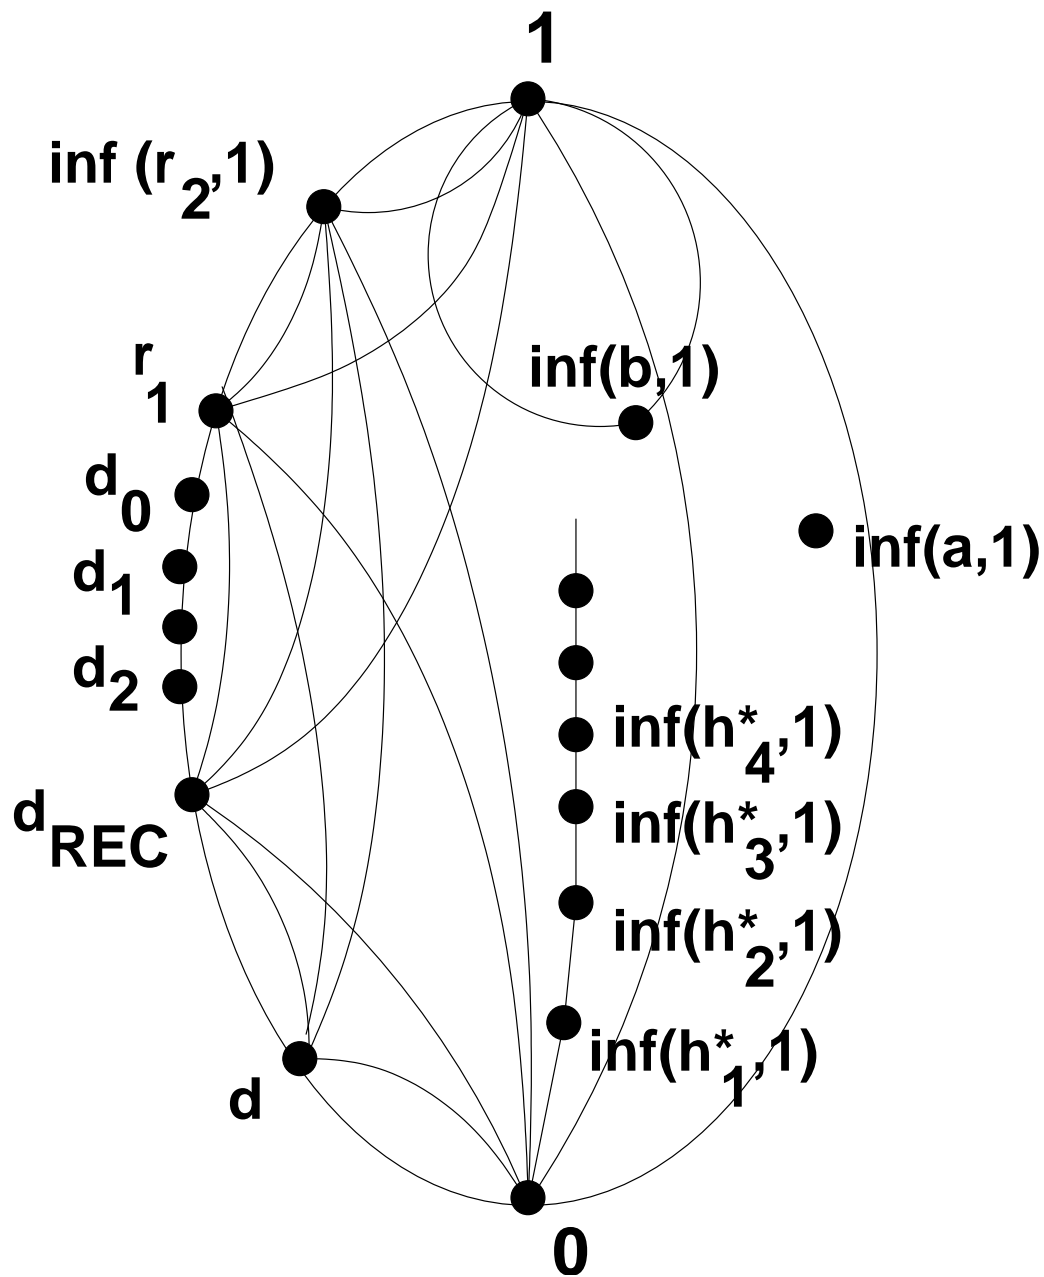 1
inf (r2,1)
r1
inf(b,1)
d0
inf(a,1)
d1
d2
inf(h*4,1)
dREC
inf(h*3,1)
inf(h*2,1)
inf(h*1,1)
d
0